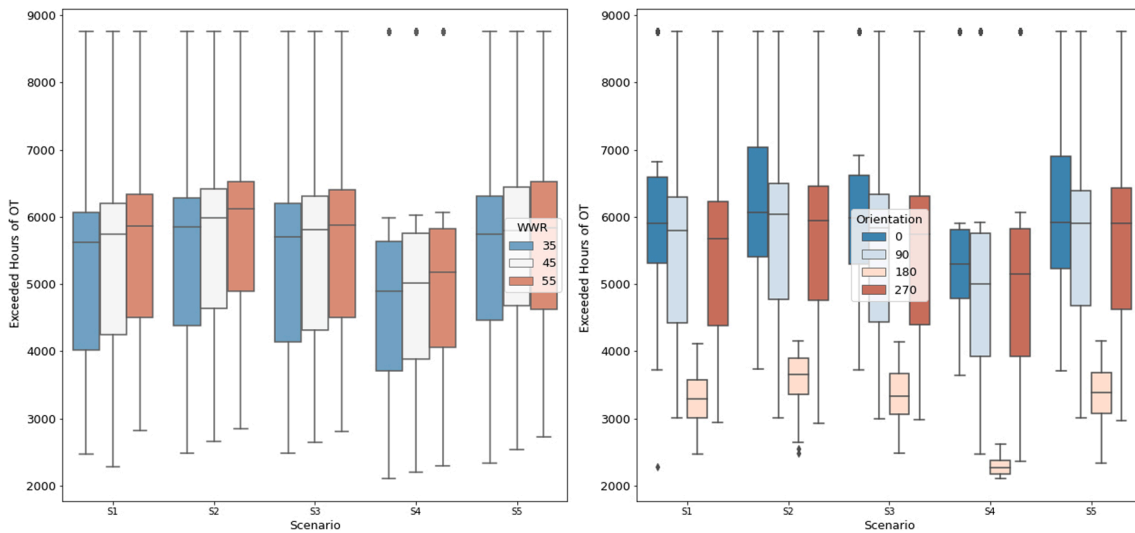 9000
8000
7000
6000
5000
4000
3000
2000
Exceeded Hours of OT
S1 S2 S3 S4 S5
Scenario
WWR
35
45
55
9000
8000
7000
6000
5000
4000
3000
2000
Exceeded Hours of OT
S1 S2 S3 S4 S5
Scenario
Orientation
0
90
180
270